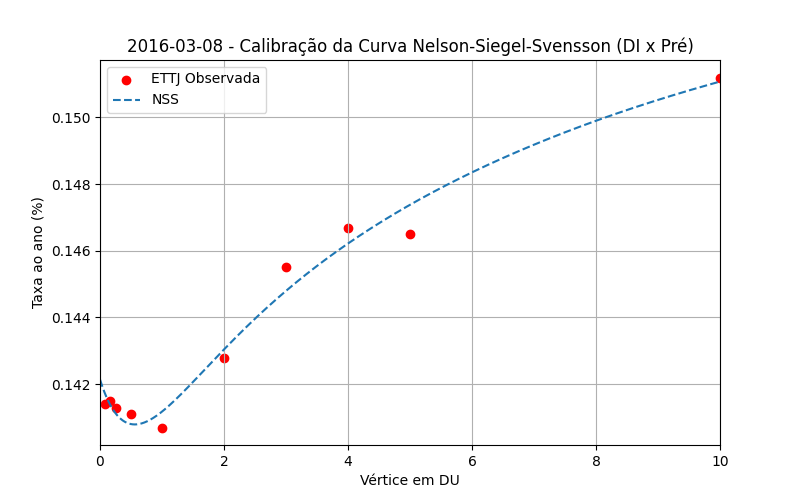 2016-03-08 - Calibração da Curva Nelson-Siegel-Svensson (DI x Pré)
ETTJ Observada
NSS
Taxa ao ano (%)
0.150
0.148
0.146
0.144
0.142
0 2 4 6 8 10
Vértice em DU